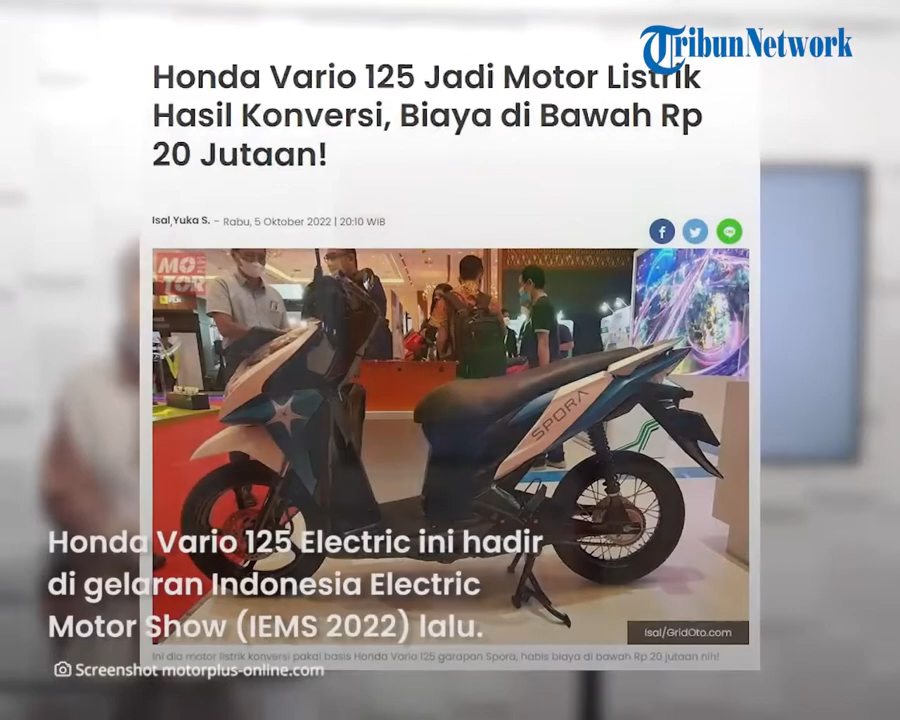 TribunNetwork
Honda Vario 125 Jadi Motor Listrik
Hasil Konversi, Biaya di Bawah Rp
20 Jutaan!
Isal,Yuka S. - Rabu, 5 Oktober 2022 | 20:10 WIB
MOTOR
SPORA
Honda Vario 125 Electric ini hadir
di gelaran Indonesia Electric
Motor Show (IEMS 2022) lalu.
Isal/GridOto.com
Ini dia motor listrik konversi pakai basis Honda Vario 125 garapan Spora, habis biaya di bawah Rp 20 jutaan nih!
Screenshot motorplus-online.com